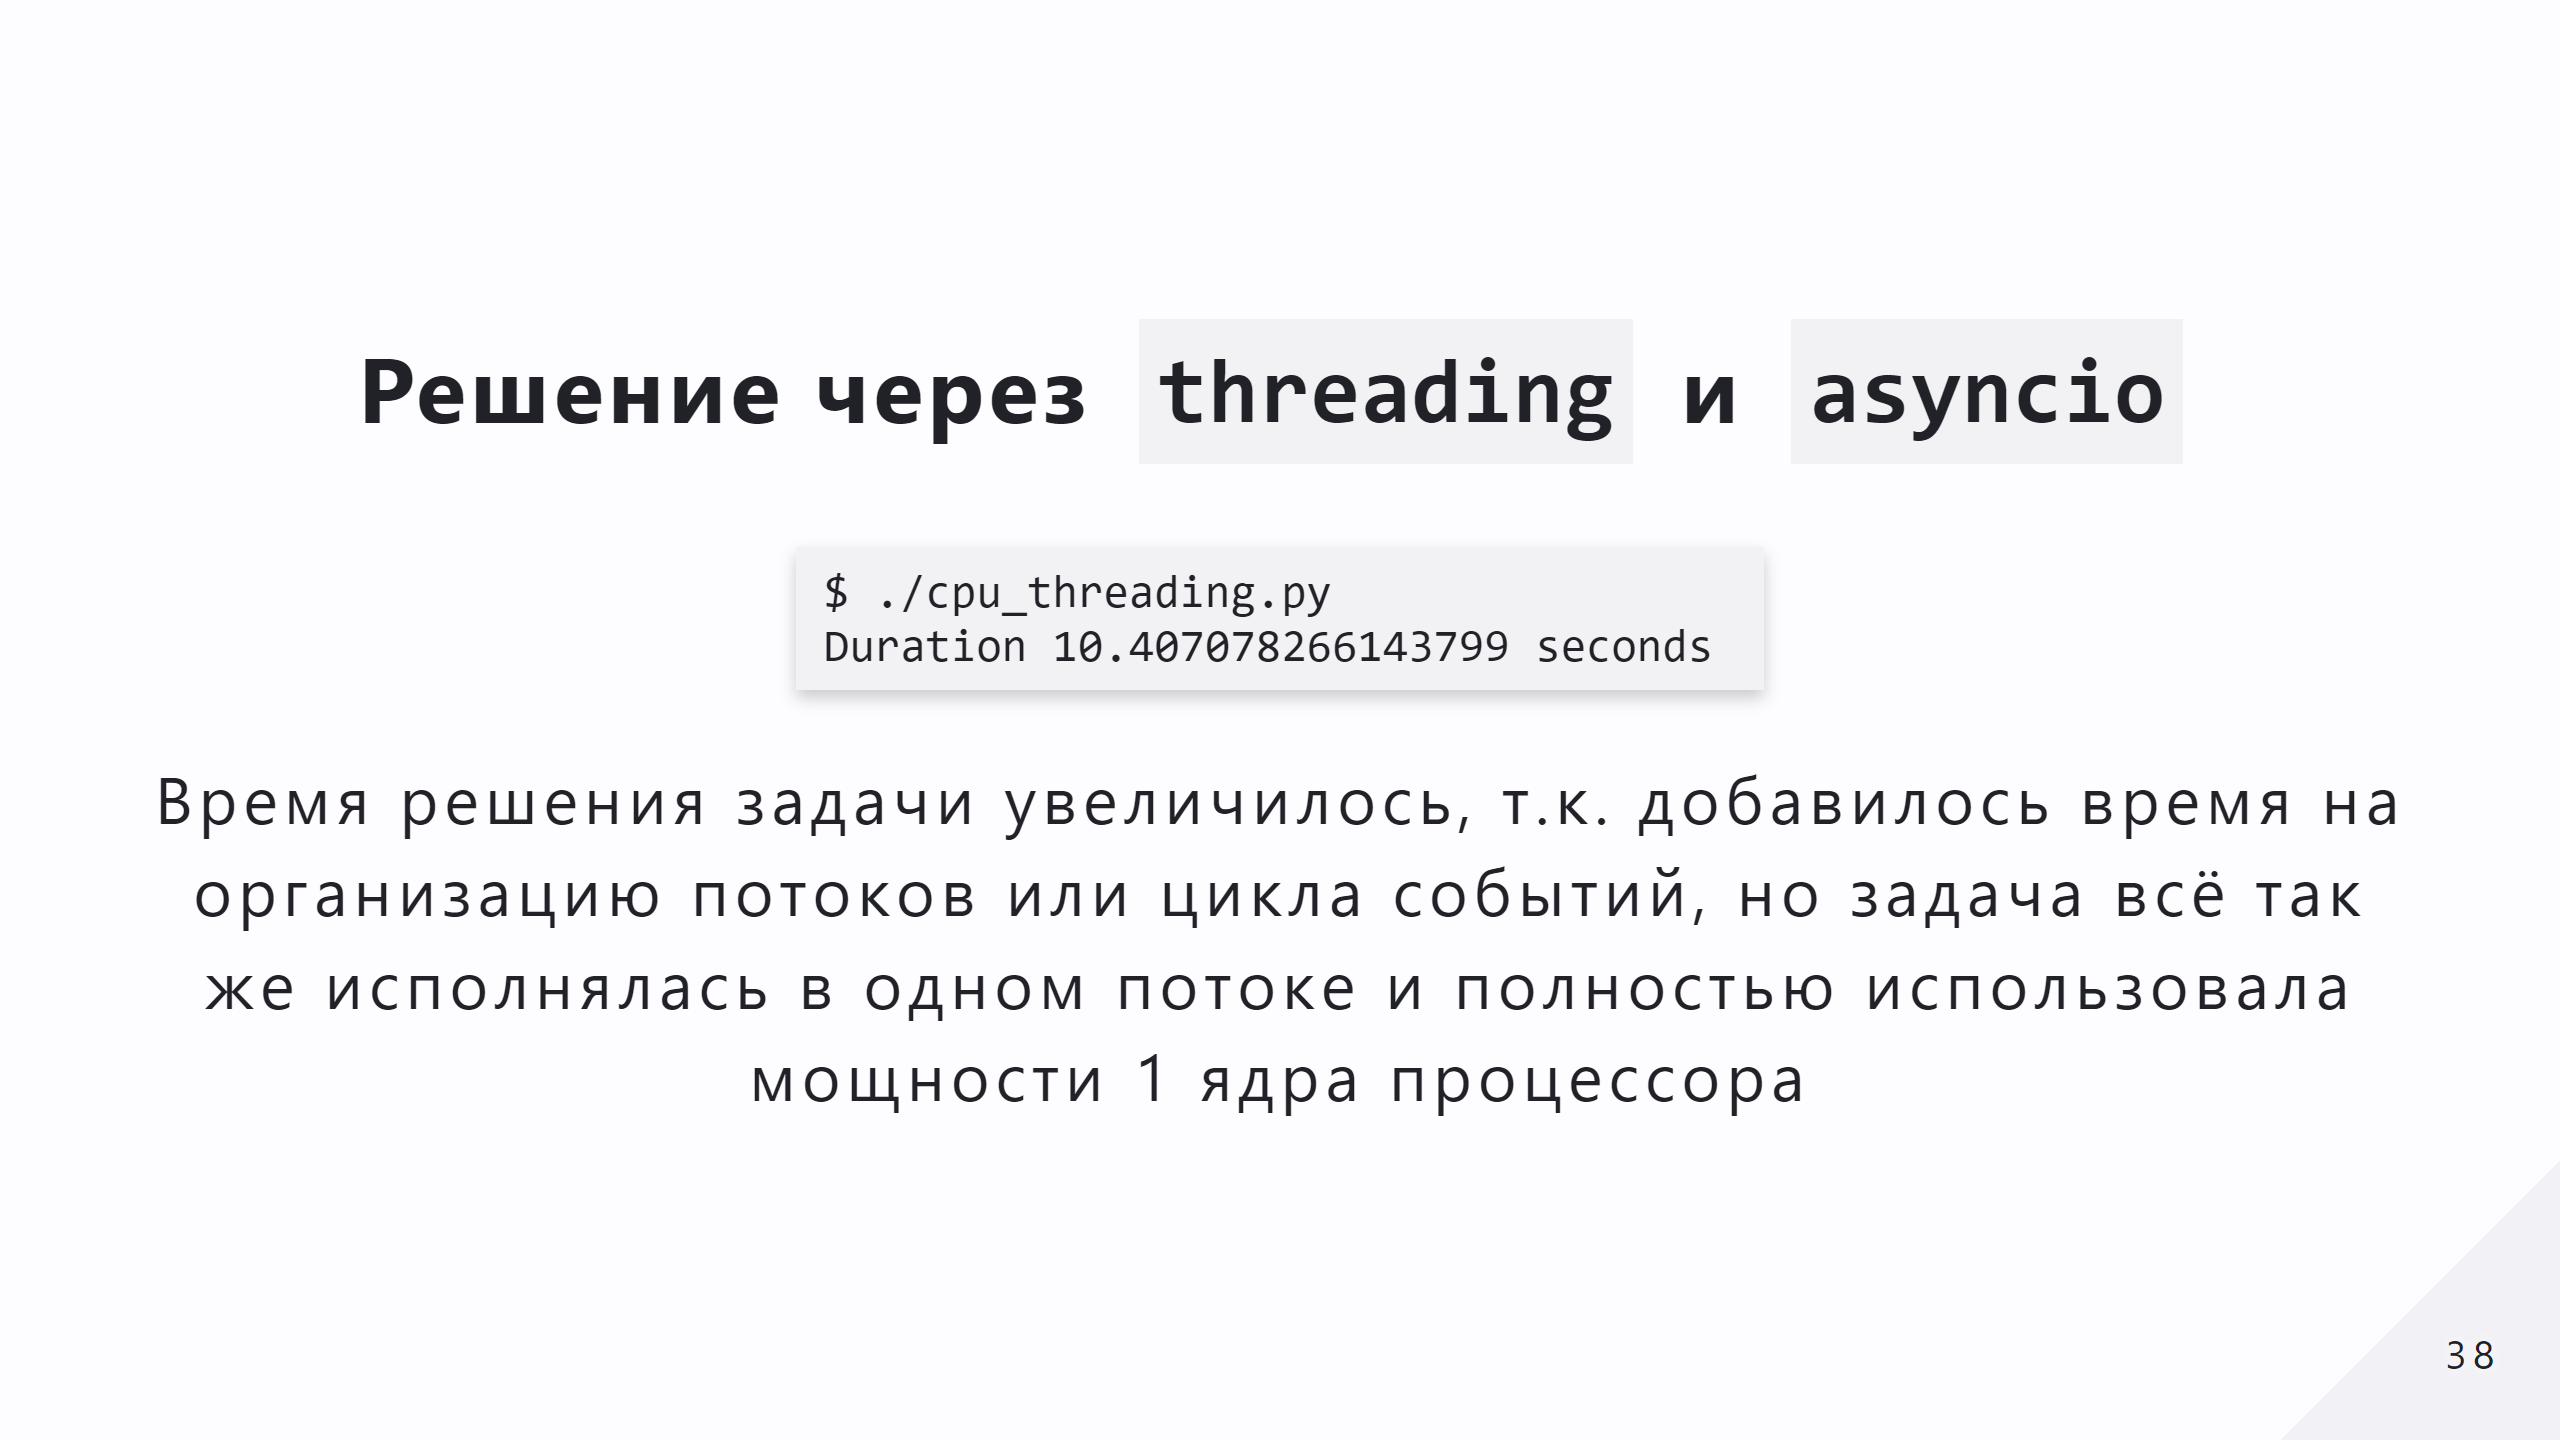 Решение через threading и asyncio
$ ./cpu_threading.py
Duration 10.407078266143799 seconds
Время решения задачи увеличилось, т.к. добавилось время на
организацию потоков или цикла событий, но задача всё так
же исполнялась в одном потоке и полностью использовала
мощности 1 ядра процессора
38